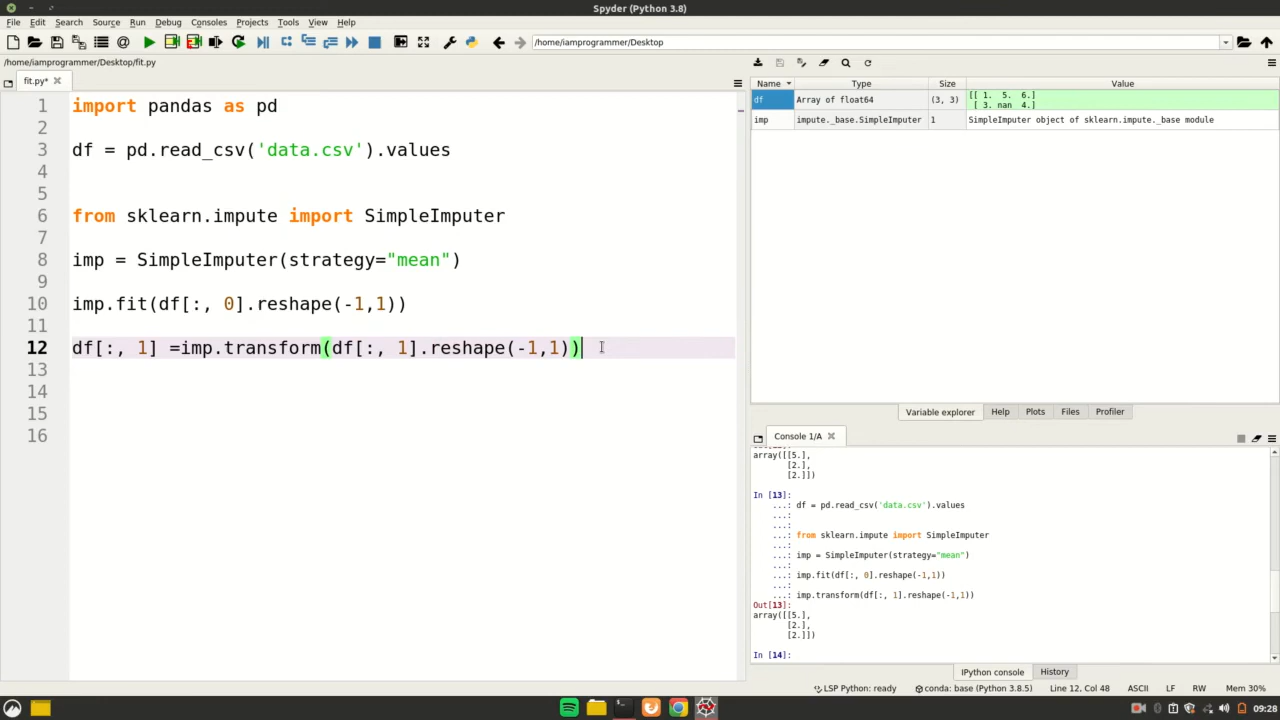 Spyder (Python 3.8)
File Edit Search Source Run Debug Consoles Projects Tools View Help
/home/iamprogrammer/Desktop
/home/iamprogrammer/Desktop/fit.py
fit.py*
1 import pandas as pd
2
3 df = pd.read_csv('data.csv').values
4
5
6 from sklearn.impute import SimpleImputer
7
8 imp = SimpleImputer(strategy="mean")
9
10 imp.fit(df[:, 0].reshape(-1,1))
11
12 df[:, 1] =imp.transform(df[:, 1].reshape(-1,1))
13
14
15
16
Name Type Size Value
df Array of float64 (3, 3) [[ 1. 5. 6.]
[ 3. nan 4.]
imp impute._base.SimpleImputer 1 SimpleImputer object of sklearn.impute._base module
Variable explorer Help Plots Files Profiler
Console 1/A
array([[5.],
[2.],
[2.]])
In [13]:
...: df = pd.read_csv('data.csv').values
...:
...:
...: from sklearn.impute import SimpleImputer
...:
...: imp = SimpleImputer(strategy="mean")
...:
...: imp.fit(df[:, 0].reshape(-1,1))
...:
...: imp.transform(df[:, 1].reshape(-1,1))
Out[13]:
array([[5.],
[2.],
[2.]])
In [14]:
IPython console History
LSP Python: ready conda: base (Python 3.8.5) Line 12, Col 48 ASCII LF RW Mem 30%
09:28